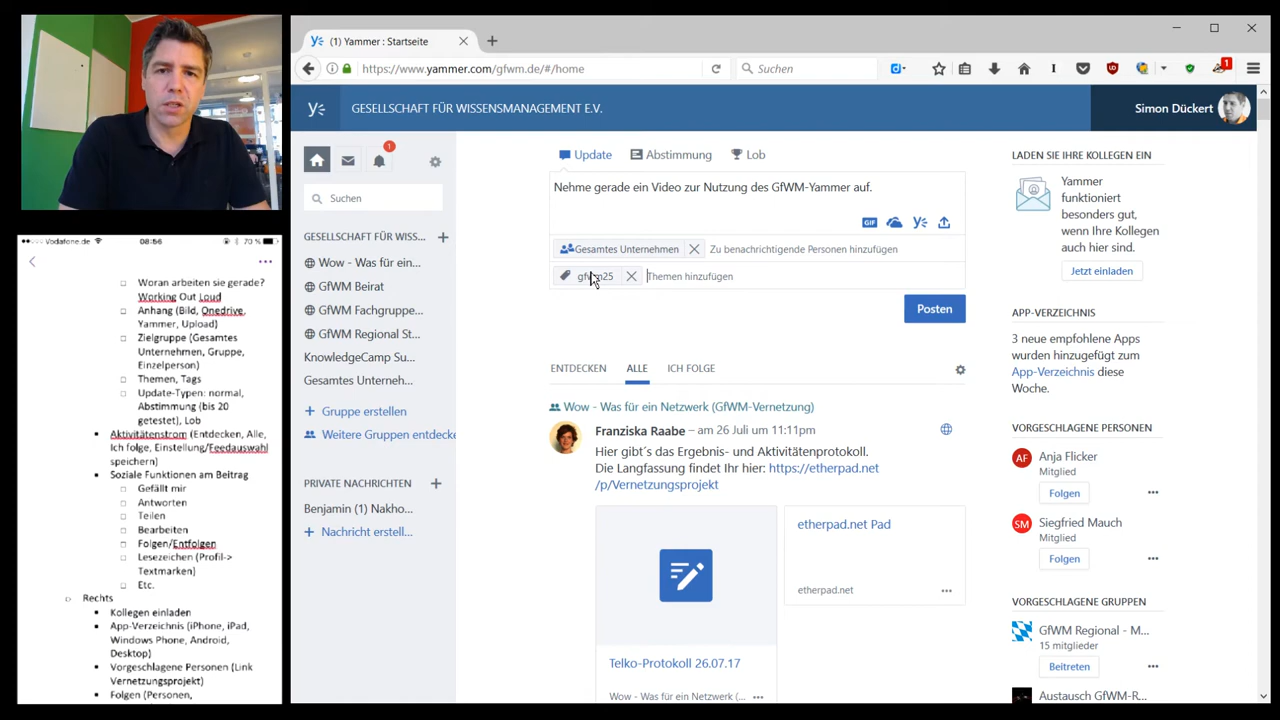 Vodafone.de
08:56
70 %
Woran arbeiten sie gerade?
Working Out Loud
Anhang (Bild, Onedrive,
Yammer, Upload)
Zielgruppe (Gesamtes
Unternehmen, Gruppe,
Einzelperson)
Themen, Tags
Update-Typen: normal,
Abstimmung (bis 20
getestet), Lob
Aktivitätenstrom (Entdecken, Alle,
Ich folge, Einstellung/Feedauswahl
speichern)
Soziale Funktionen am Beitrag
Gefällt mir
Antworten
Teilen
Bearbeiten
Folgen/Entfolgen
Lesezeichen (Profil->
Textmarken)
Etc.
Rechts
Kollegen einladen
App-Verzeichnis (iPhone, iPad,
Windows Phone, Android,
Desktop)
Vorgeschlagene Personen (Link
Vernetzungsprojekt)
Folgen (Personen,
(1) Yammer : Startseite
https://www.yammer.com/gfwm.de/#/home
Suchen
1
GESELLSCHAFT FÜR WISSENSMANAGEMENT E.V.
Simon Dückert
1
Suchen
GESELLSCHAFT FÜR WISS...
Wow - Was für ein...
GfWM Beirat
GfWM Fachgruppe...
GfWM Regional St...
KnowledgeCamp Su...
Gesamtes Unterneh...
Gruppe erstellen
Weitere Gruppen entdecke
PRIVATE NACHRICHTEN
Benjamin (1) Nakho...
Nachricht erstell...
Update
Abstimmung
Lob
Nehme gerade ein Video zur Nutzung des GfWM-Yammer auf.
GIF
Gesamtes Unternehmen
Zu benachrichtigende Personen hinzufügen
Themen hinzufügen
Posten
ENTDECKEN
ALLE
ICH FOLGE
Wow - Was für ein Netzwerk (GfWM-Vernetzung)
Franziska Raabe – am 26 Juli um 11:11pm
Hier gibt´s das Ergebnis- und Aktivitätenprotokoll.
Die Langfassung findet Ihr hier: https://etherpad.net
/p/Vernetzungsprojekt
Telko-Protokoll 26.07.17
Wow - Was für ein Netzwerk (...
etherpad.net Pad
etherpad.net
LADEN SIE IHRE KOLLEGEN EIN
Yammer
funktioniert
besonders gut,
wenn Ihre Kollegen
auch hier sind.
Jetzt einladen
APP-VERZEICHNIS
3 neue empfohlene Apps
wurden hinzugefügt zum
App-Verzeichnis diese
Woche.
VORGESCHLAGENE PERSONEN
AF
Anja Flicker
Mitglied
Folgen
SM
Siegfried Mauch
Mitglied
Folgen
VORGESCHLAGENE GRUPPEN
GfWM Regional - M...
15 mitglieder
Beitreten
Austausch GfWM-R...